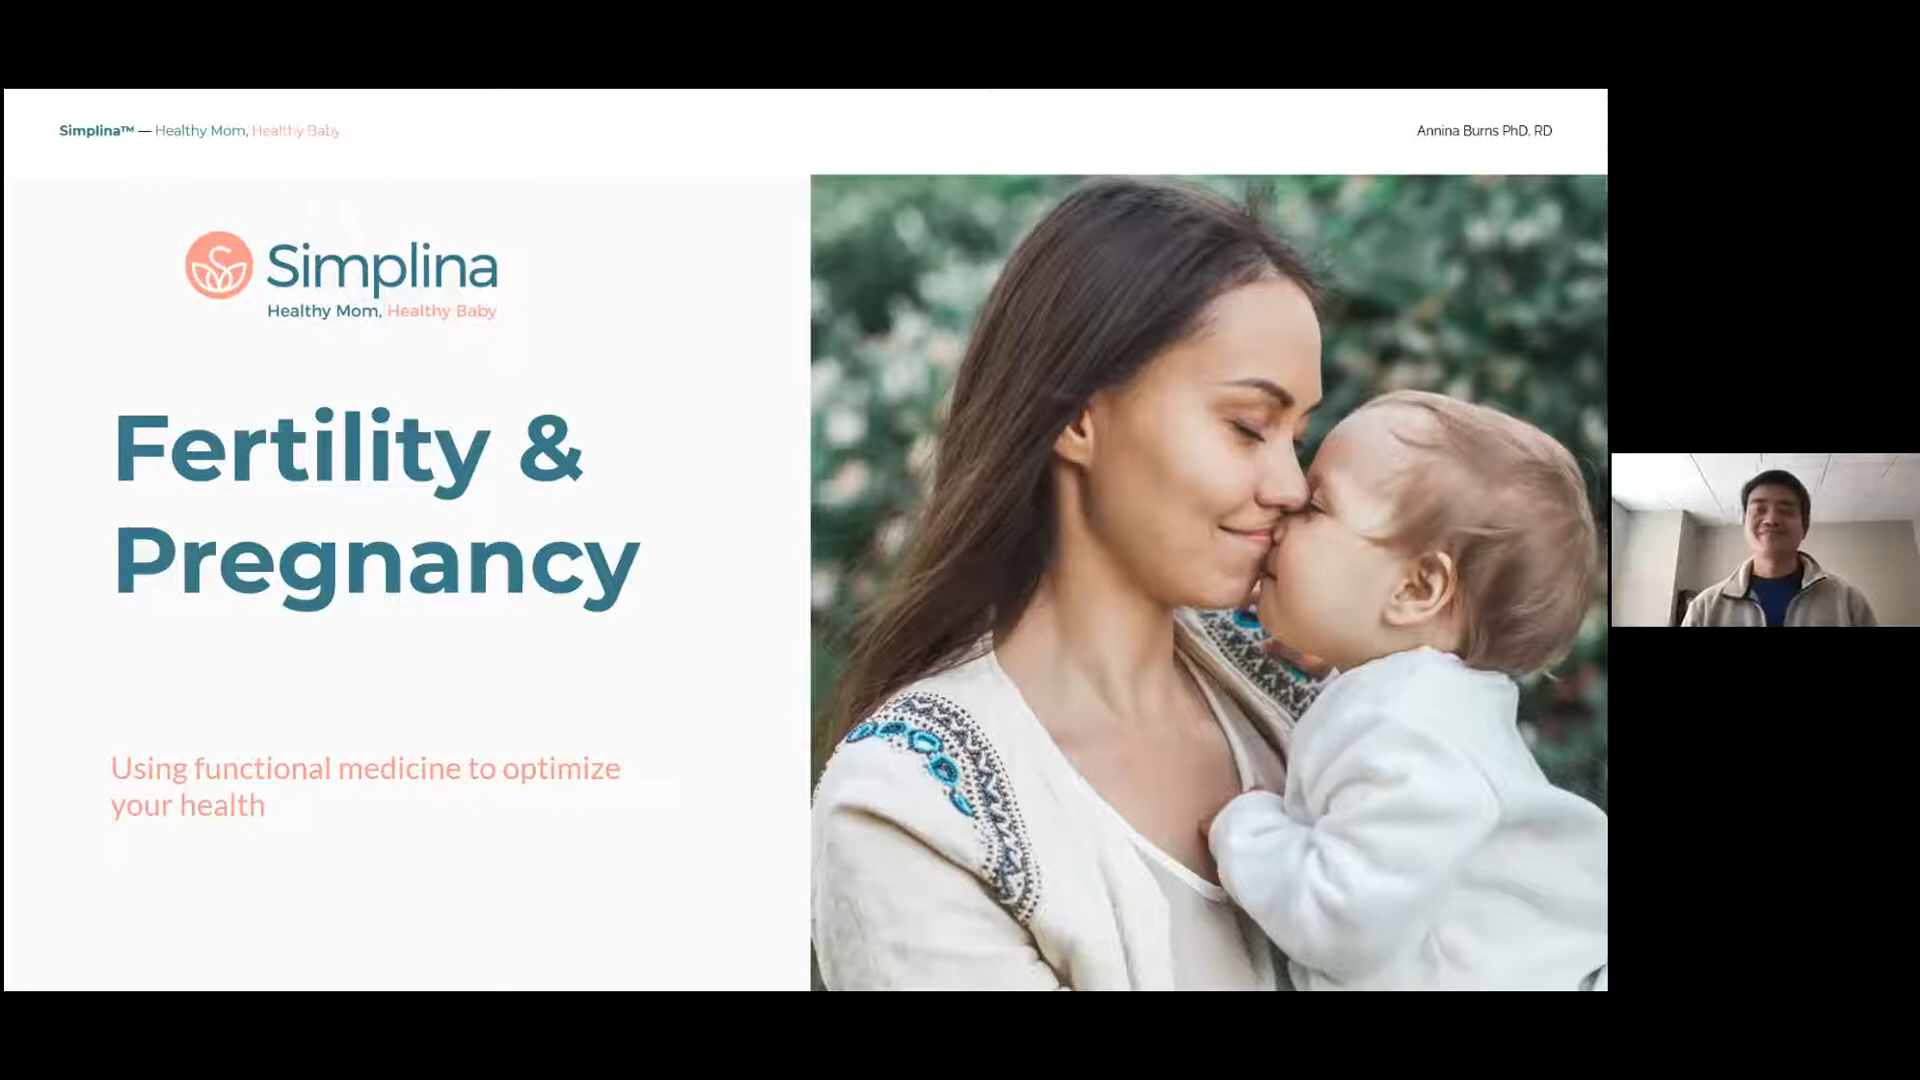 Simplina™ — Healthy Mom, Healthy Baby
Annina Burns PhD, RD
Simplina
Healthy Mom, Healthy Baby
Fertility &
Pregnancy
Using functional medicine to optimize
your health